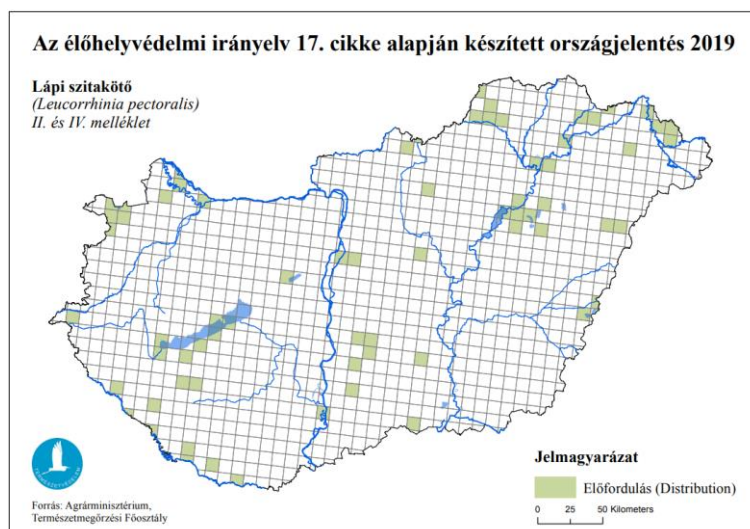 Az élőhelyvédelmi irányelv 17. cikke alapján készített országjelentés 2019
Lápi szitakötő
(Leucorrhinia pectoralis)
II. és IV. melléklet
Jelmagyarázat
Előfordulás (Distribution)
0 25 50 Kilometers
TERMÉSZETVÉDELEM
Forrás: Agrárminisztérium,
Természetmegőrzési Főosztály